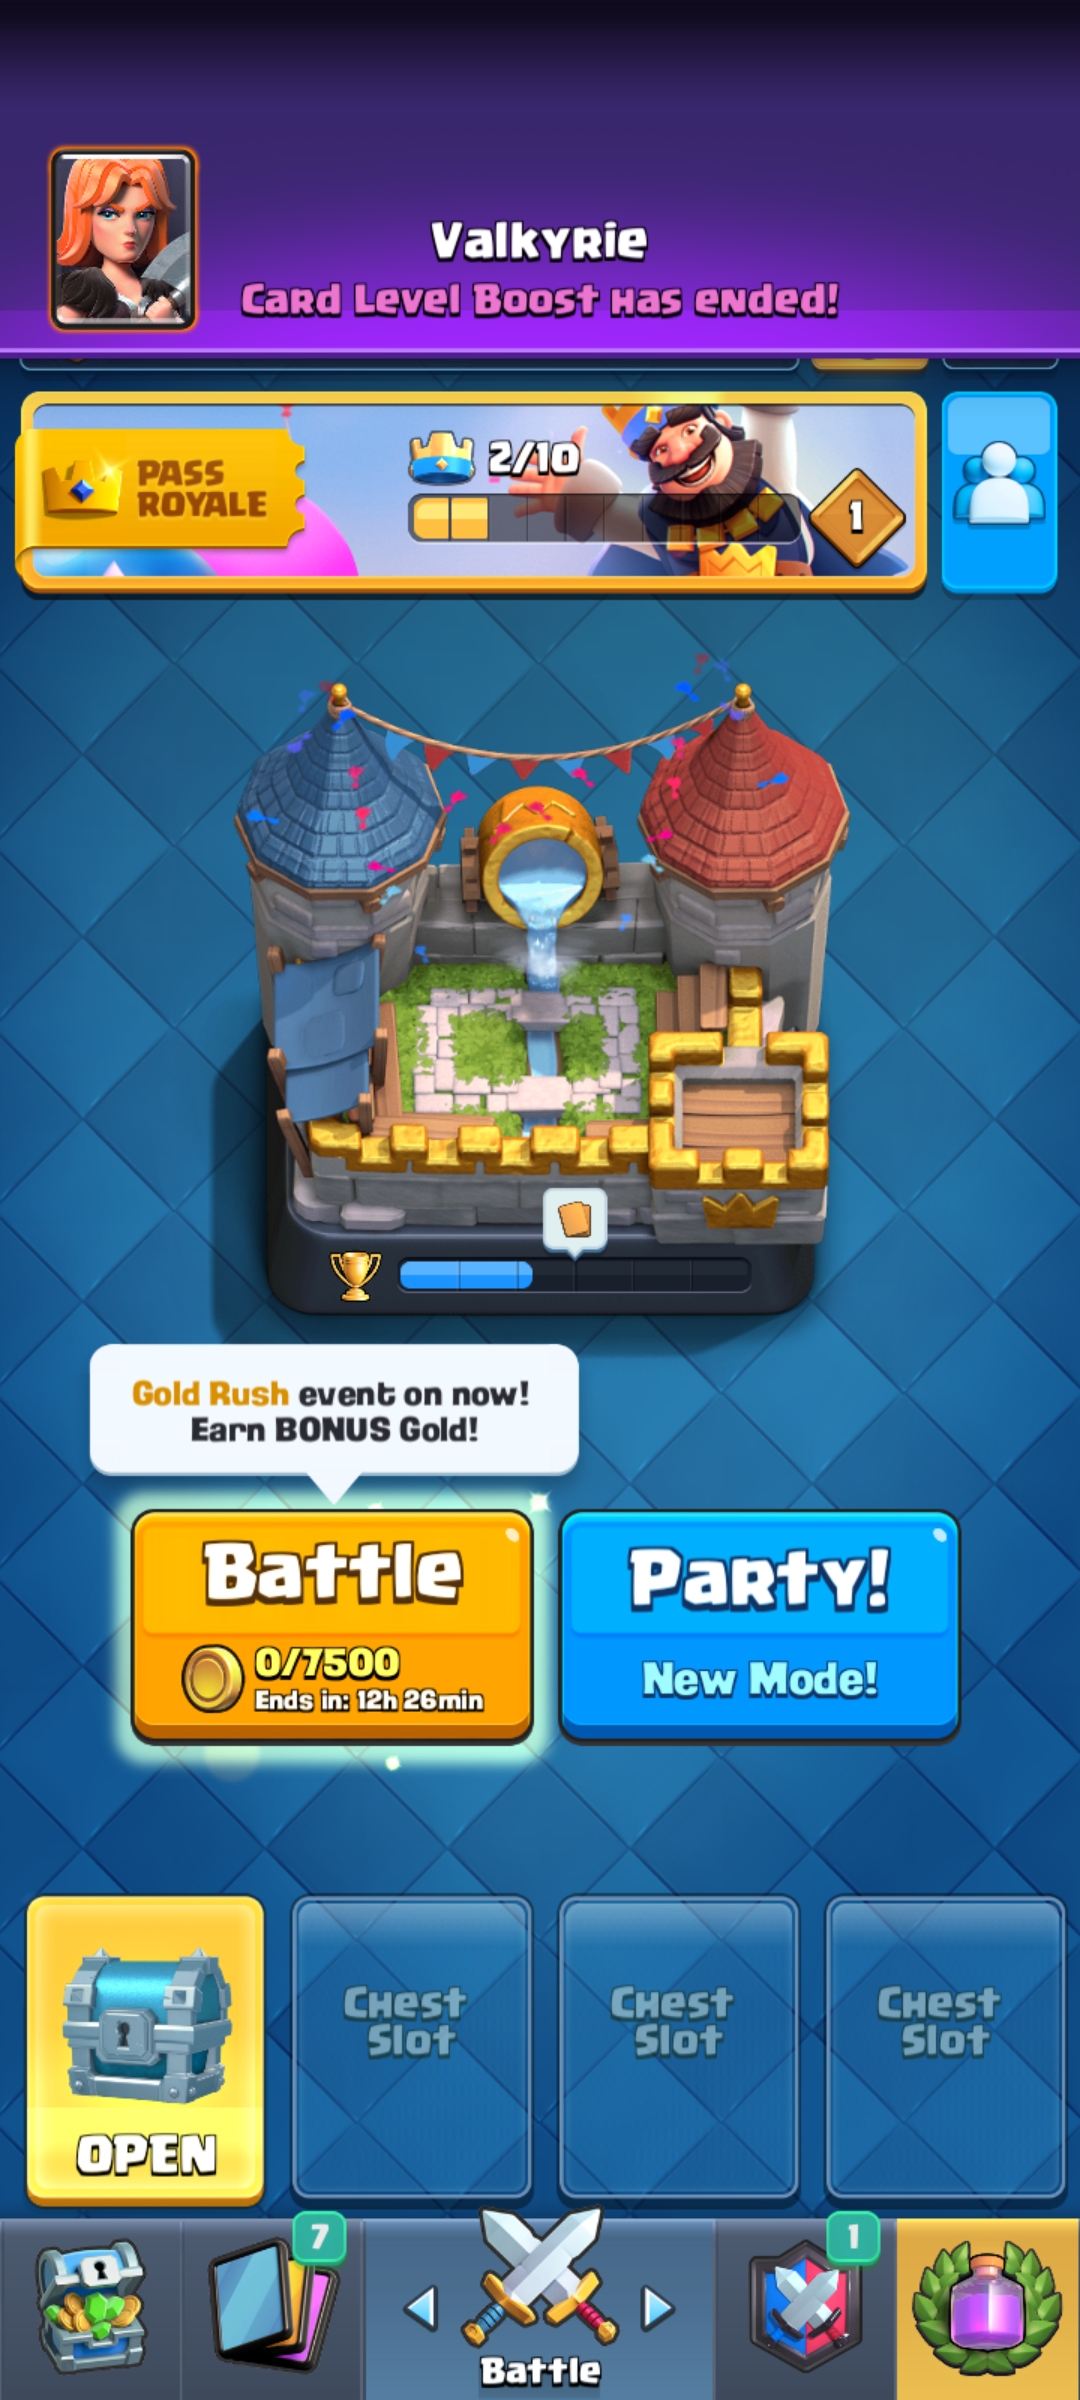 Valkyrie
Card Level Boost has ended!
PASS
ROYALE
2/10
1
Gold Rush event on now!
Earn BONUS Gold!
Battle
0/7500
Ends in: 12h 26min
Party!
New Mode!
OPEN
Chest
Slot
Chest
Slot
Chest
Slot
7
1
Battle